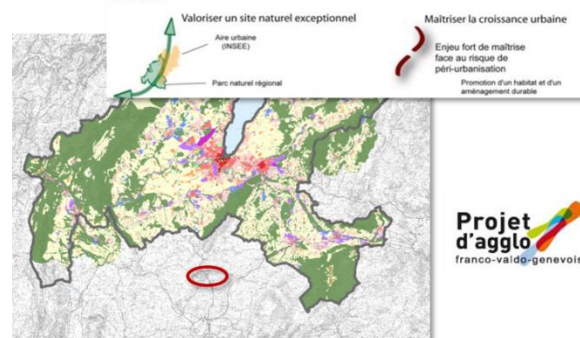 Valoriser un site naturel exceptionnel
Aire urbaine
(INSEE)
Parc naturel régional
Maîtriser la croissance urbaine
Enjeu fort de maîtrise
face au risque de
péri-urbanisation
Promotion d'un habitat et d'un
aménagement durable
Projet
d'agglo
franco-valdo-genevois